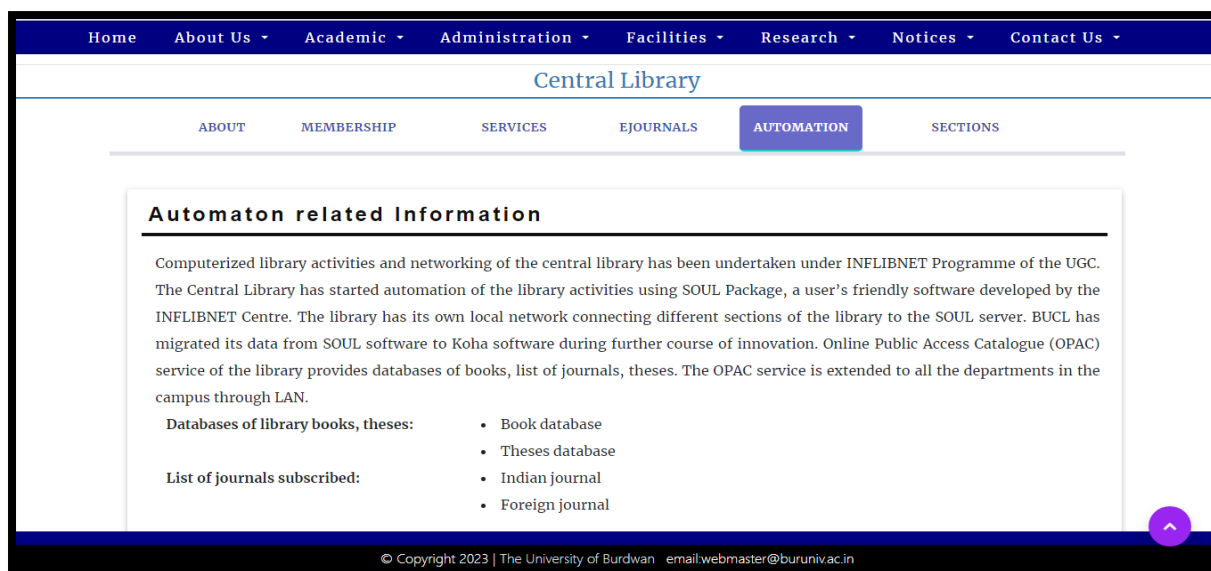 Home About Us Academic Administration Facilities Research Notices Contact Us
Central Library
ABOUT MEMBERSHIP SERVICES EJOURNALS AUTOMATION SECTIONS
Automaton related Information
Computerized library activities and networking of the central library has been undertaken under INFLIBNET Programme of the UGC.
The Central Library has started automation of the library activities using SOUL Package, a user’s friendly software developed by the
INFLIBNET Centre. The library has its own local network connecting different sections of the library to the SOUL server. BUCL has
migrated its data from SOUL software to Koha software during further course of innovation. Online Public Access Catalogue (OPAC)
service of the library provides databases of books, list of journals, theses. The OPAC service is extended to all the departments in the
campus through LAN.
Databases of library books, theses: • Book database
• Theses database
List of journals subscribed: • Indian journal
• Foreign journal
© Copyright 2023 | The University of Burdwan email:webmaster@buruniv.ac.in